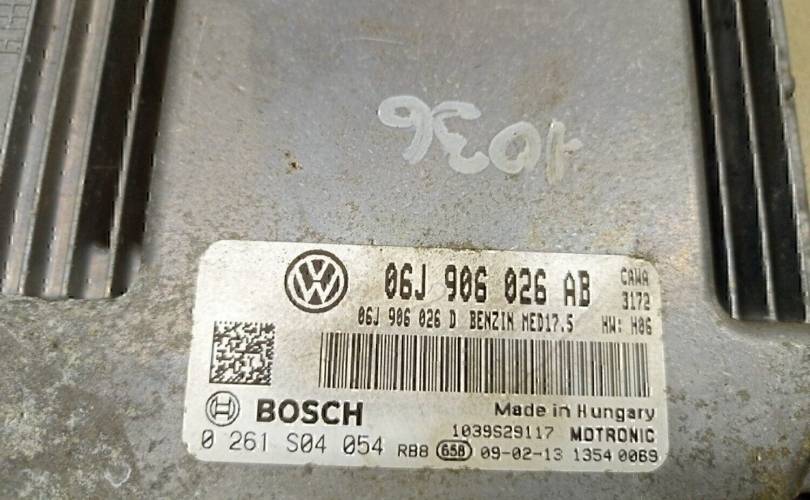 1036
06J 906 026 AB
CAWA
3172
06J 906 026 D BENZIN MED17.5 HW: H06
BOSCH
Made in Hungary
1039S29117 MOTRONIC
0 261 S04 054 RB8 658 09-02-13 1354 0069